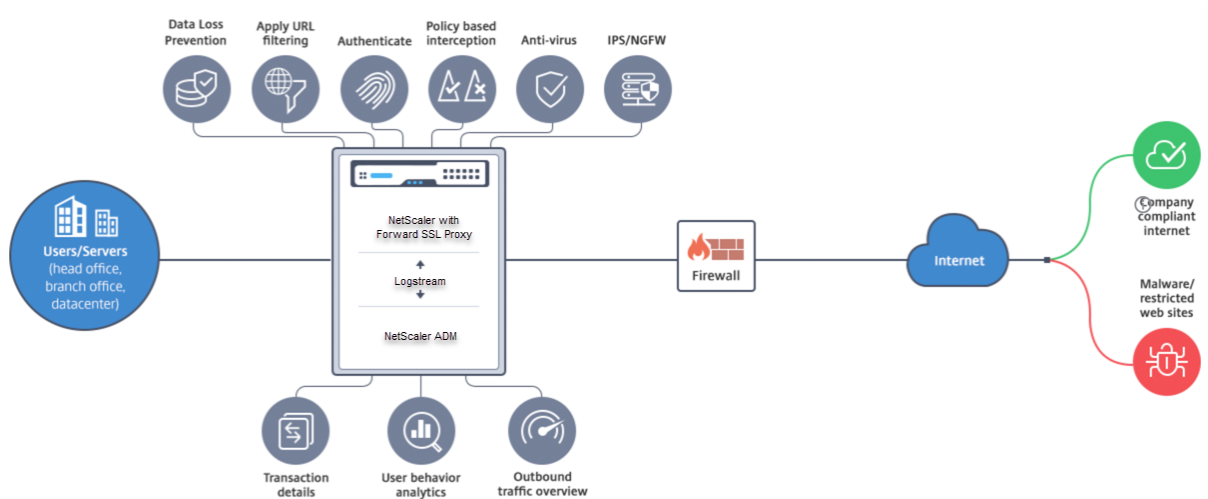 Data Loss
Prevention
Apply URL
filtering
Authenticate
Policy based
interception
Anti-virus
IPS/NGFW
NetScaler with
Forward SSL Proxy
Logstream
NetScaler ADM
Users/Servers
(head office,
branch office,
datacenter)
Firewall
Internet
Company
compliant
internet
Malware/
restricted
web sites
Transaction
details
User behavior
analytics
Outbound
traffic overview